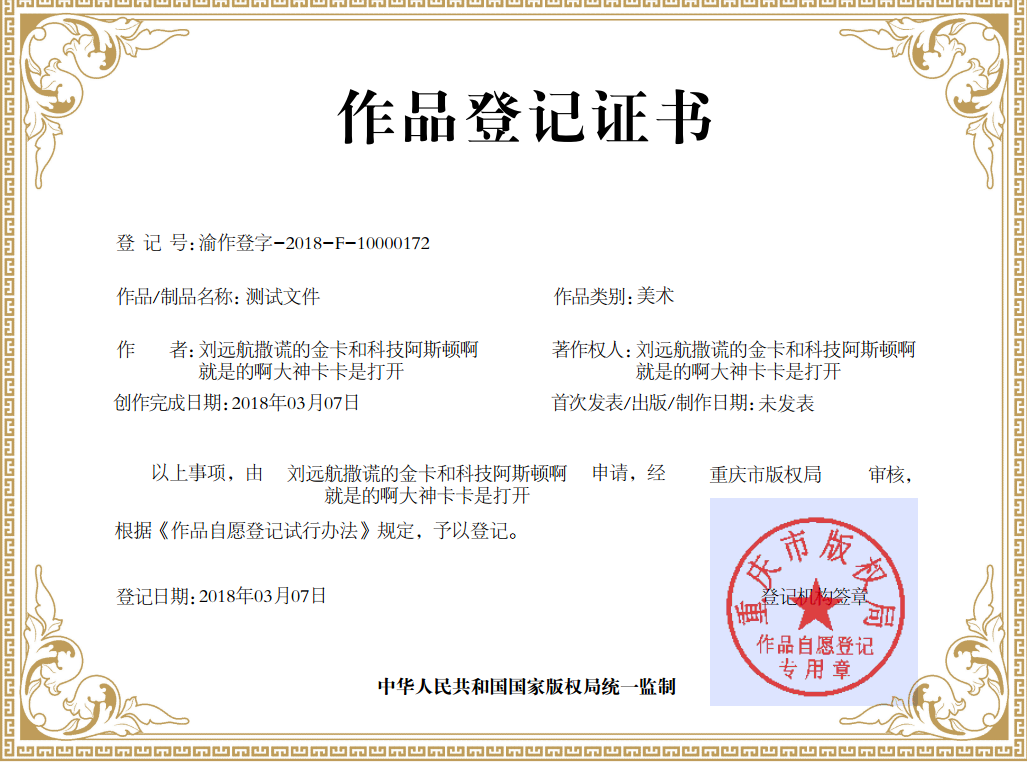 作品登记证书
登 记 号：渝作登字-2018-F-10000172
作品/制品名称：测试文件 作品类别：美术
作 者：刘远航撒谎的金卡和科技阿斯顿啊 著作权人：刘远航撒谎的金卡和科技阿斯顿啊
就是的啊大神卡卡是打开 就是的啊大神卡卡是打开
创作完成日期：2018年03月07日 首次发表/出版/制作日期：未发表
以上事项，由 刘远航撒谎的金卡和科技阿斯顿啊 申请，经 重庆市版权局 审核，
就是的啊大神卡卡是打开
根据《作品自愿登记试行办法》规定，予以登记。
重庆市版权局
登记日期：2018年03月07日 登记机构签章
作品自愿登记
专用章
中华人民共和国国家版权局统一监制